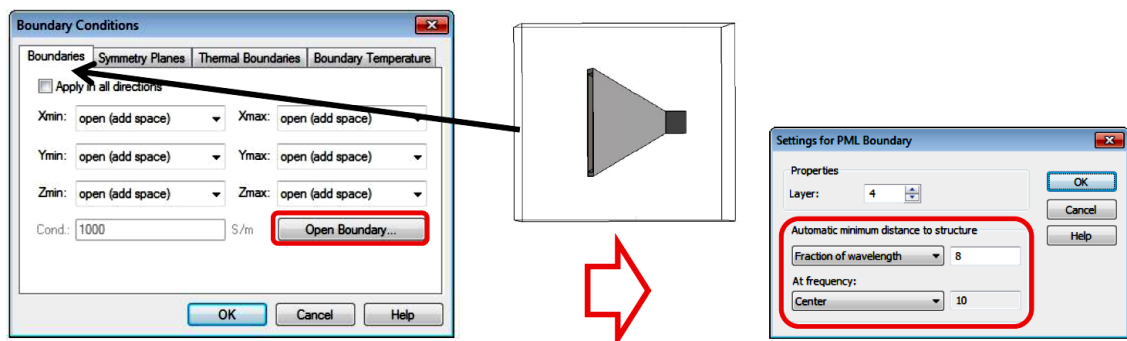 Boundary Conditions
Boundaries Symmetry Planes Thermal Boundaries Boundary Temperature
Apply in all directions
Xmin: open (add space) Xmax: open (add space)
Ymin: open (add space) Ymax: open (add space)
Zmin: open (add space) Zmax: open (add space)
Cond.: 1000 S/m Open Boundary...
OK Cancel Help
Settings for PML Boundary
Properties
Layer: 4
OK
Cancel
Help
Automatic minimum distance to structure
Fraction of wavelength 8
At frequency:
Center 10